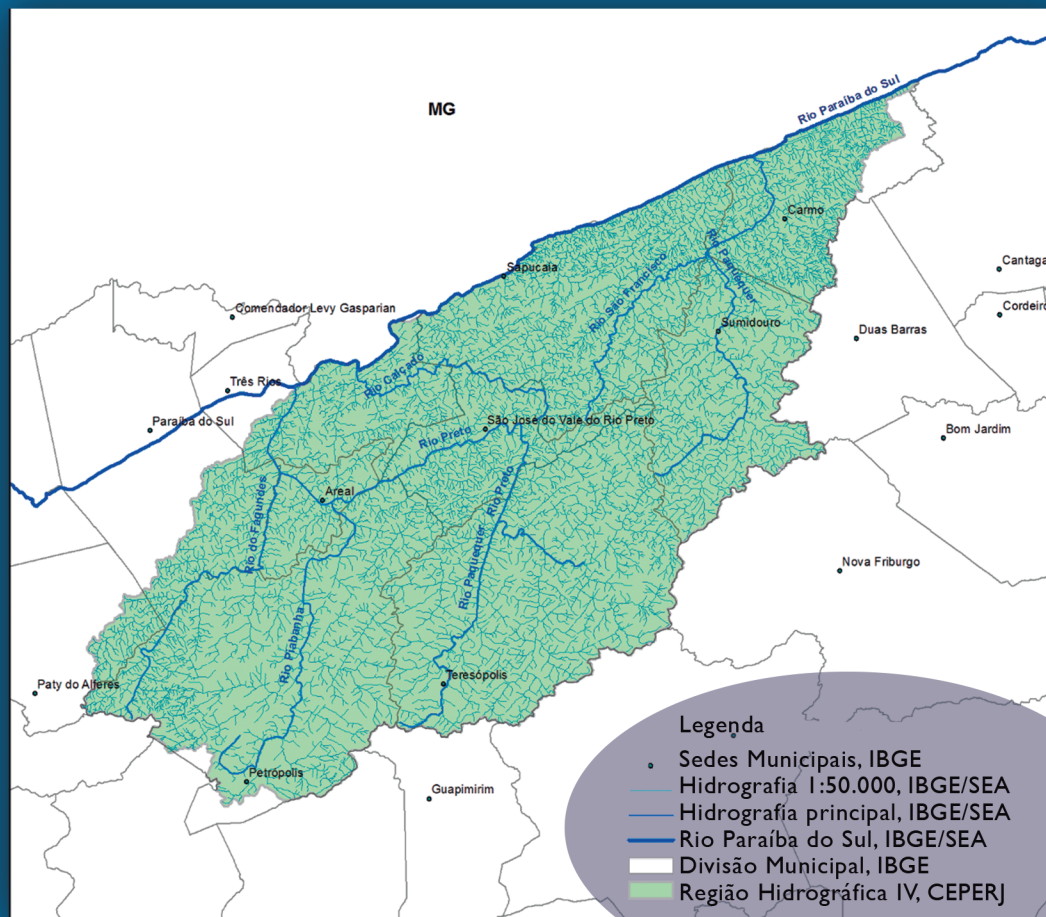 Rio Paraíba do Sul
MG
Carmo
Rio Paquequer
Cantaga
Sapucaia
Rio São Francisco
Comendador Levy Gasparian
Cordeiro
Sumidouro
Duas Barras
Três Rios
Rio Calçado
Paraíba do Sul
São José do Vale do Rio Preto
Bom Jardim
Rio Preto
Areal
Rio Preto
Rio do Fagundes
Nova Friburgo
Rio Paquequer
Rio Piabanha
Paty do Alferes
Teresópolis
Petrópolis
Guapimirim
Legenda
Sedes Municipais, IBGE
Hidrografia 1:50.000, IBGE/SEA
Hidrografia principal, IBGE/SEA
Rio Paraíba do Sul, IBGE/SEA
Divisão Municipal, IBGE
Região Hidrográfica IV, CEPERJ